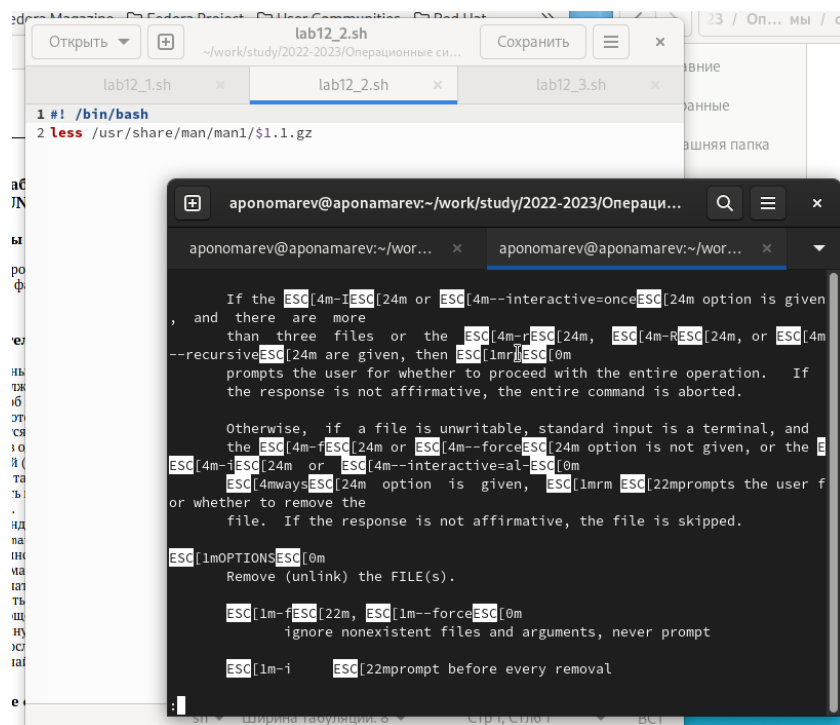 edora Magazine Fedora Project User Communities Red Hat »
23 / Оп... мы /
Открыть
lab12_2.sh
~/work/study/2022-2023/Операционные си...
Сохранить
lab12_1.sh × lab12_2.sh × lab12_3.sh ×
1 #! /bin/bash
2 less /usr/share/man/man1/$1.1.gz
авние
ранные
ашняя папка
aponomarev@aponamarev:~/work/study/2022-2023/Операци...
aponomarev@aponamarev:~/wor... × aponomarev@aponamarev:~/wor... ×
If the ESC[4m-IESC[24m or ESC[4m--interactive=onceESC[24m option is given
, and there are more
than three files or the ESC[4m-rESC[24m, ESC[4m-RESC[24m, or ESC[4m
--recursiveESC[24m are given, then ESC[1mrmESC[0m
prompts the user for whether to proceed with the entire operation. If
the response is not affirmative, the entire command is aborted.
Otherwise, if a file is unwritable, standard input is a terminal, and
the ESC[4m-fESC[24m or ESC[4m--forceESC[24m option is not given, or the E
ESC[4m-iESC[24m or ESC[4m--interactive=al-ESC[0m
ESC[4mwaysESC[24m option is given, ESC[1mrm ESC[22mprompts the user f
or whether to remove the
file. If the response is not affirmative, the file is skipped.
ESC[1mOPTIONSESC[0m
Remove (unlink) the FILE(s).
ESC[1m-fESC[22m, ESC[1m--forceESC[0m
ignore nonexistent files and arguments, never prompt
ESC[1m-i ESC[22mprompt before every removal
:
sh Ширина табуляции: 8 Стр 1, Стлб 1 ВСТ